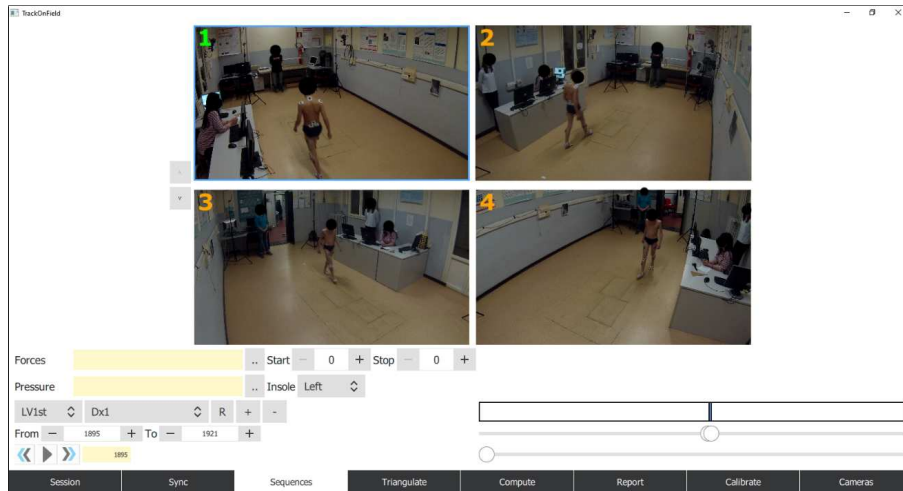 TrackOnField
1
2
3
4
Forces .. Start − 0 + Stop − 0 +
Pressure .. Insole Left
LV1st Dx1 R + -
From − 1895 + To − 1921 +
1895
Session Sync Sequences Triangulate Compute Report Calibrate Cameras